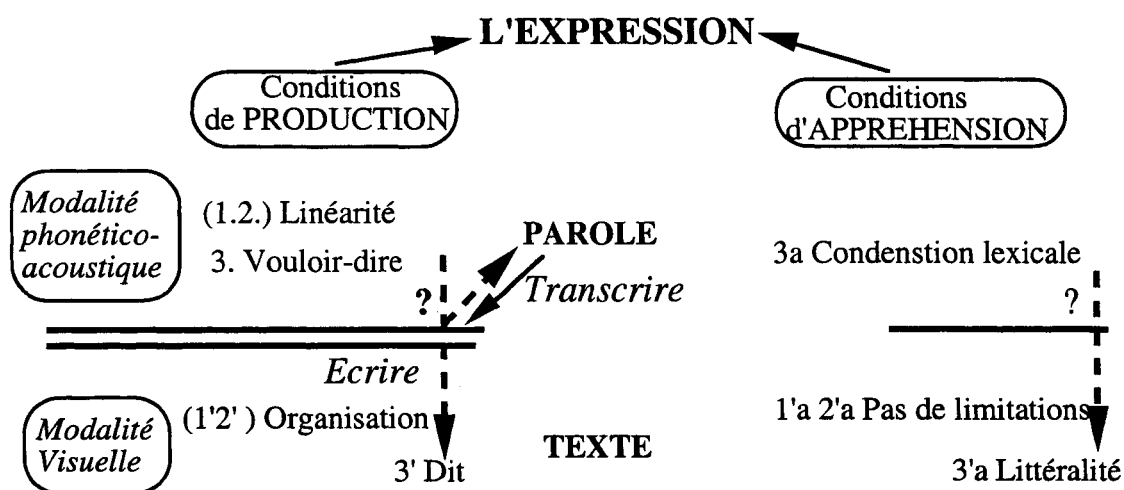 L'EXPRESSION
Conditions
de PRODUCTION
Conditions
d'APPREHENSION
Modalité
phonético-
acoustique
(1.2.) Linéarité
3. Vouloir-dire
?
PAROLE
Transcrire
3a Condenstion lexicale
?
Ecrire
Modalité
Visuelle
(1'2' ) Organisation
3' Dit
TEXTE
1'a 2'a Pas de limitations
3'a Littéralité